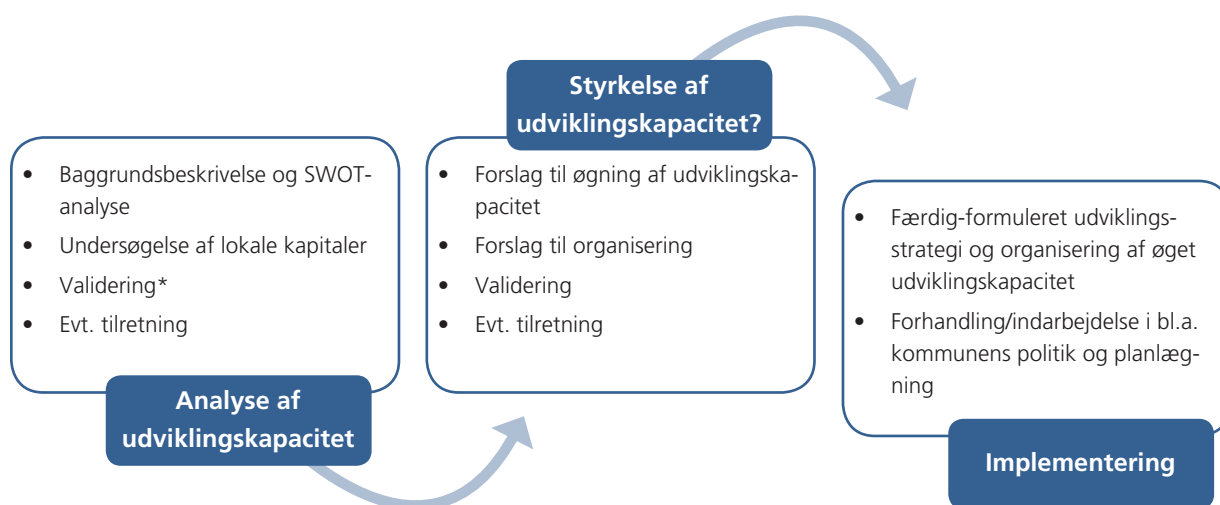 • Baggrundsbeskrivelse og SWOT-
analyse
• Undersøgelse af lokale kapitaler
• Validering*
• Evt. tilretning
Analyse af
udviklingskapacitet
Styrkelse af
udviklingskapacitet?
• Forslag til øgning af udviklingska-
pacitet
• Forslag til organisering
• Validering
• Evt. tilretning
• Færdig-formuleret udviklings-
strategi og organisering af øget
udviklingskapacitet
• Forhandling/indarbejdelse i bl.a.
kommunens politik og planlæg-
ning
Implementering